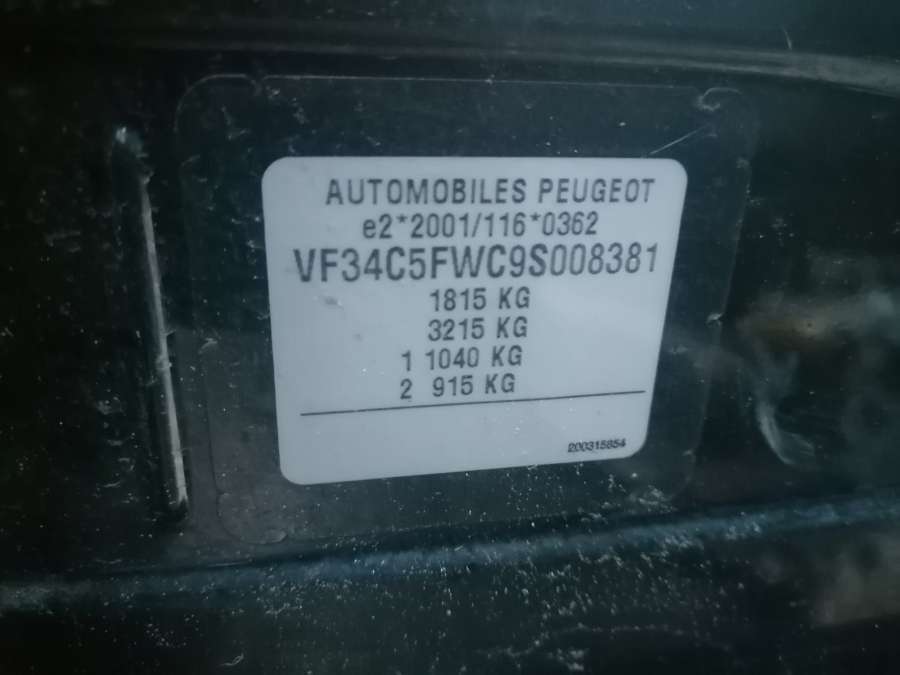 AUTOMOBILES PEUGEOT
e2*2001/116*0362
VF34C5FWC9S008381
1815 KG
3215 KG
1 1040 KG
2 915 KG
200315854